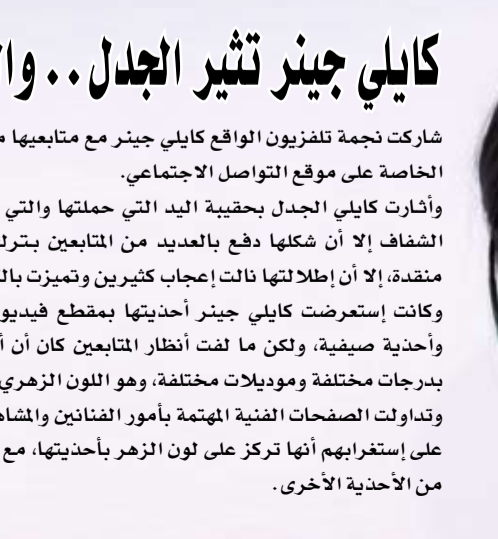 كايلي جينر تثير الجدل.. وا
شاركت نجمة تلفزيون الواقع كايلي جينر مع متابعيها
الخاصة على موقع التواصل الاجتماعي.
وأثارت كايلي الجدل بحقيبة اليد التي حملتها والتي
الشفاف إلا أن شكلها دفع بالعديد من المتابعين بترك
منقدة، إلا أن إطلالتها نالت إعجاب كثيرين وتميزت
وكانت إستعرضت كايلي جينر أحذيتها بمقطع فيديو
وأحذية صيفية، ولكن ما لفت أنظار المتابعين كان أن
بدرجات مختلفة وموديلات مختلفة، وهو اللون الزهري
وتداولت الصفحات الفنية المهتمة بأمور الفنانين
على إستغرابهم أنها تركز على لون الزهر بأحذيتها، مع
من الأحذية الأخرى.